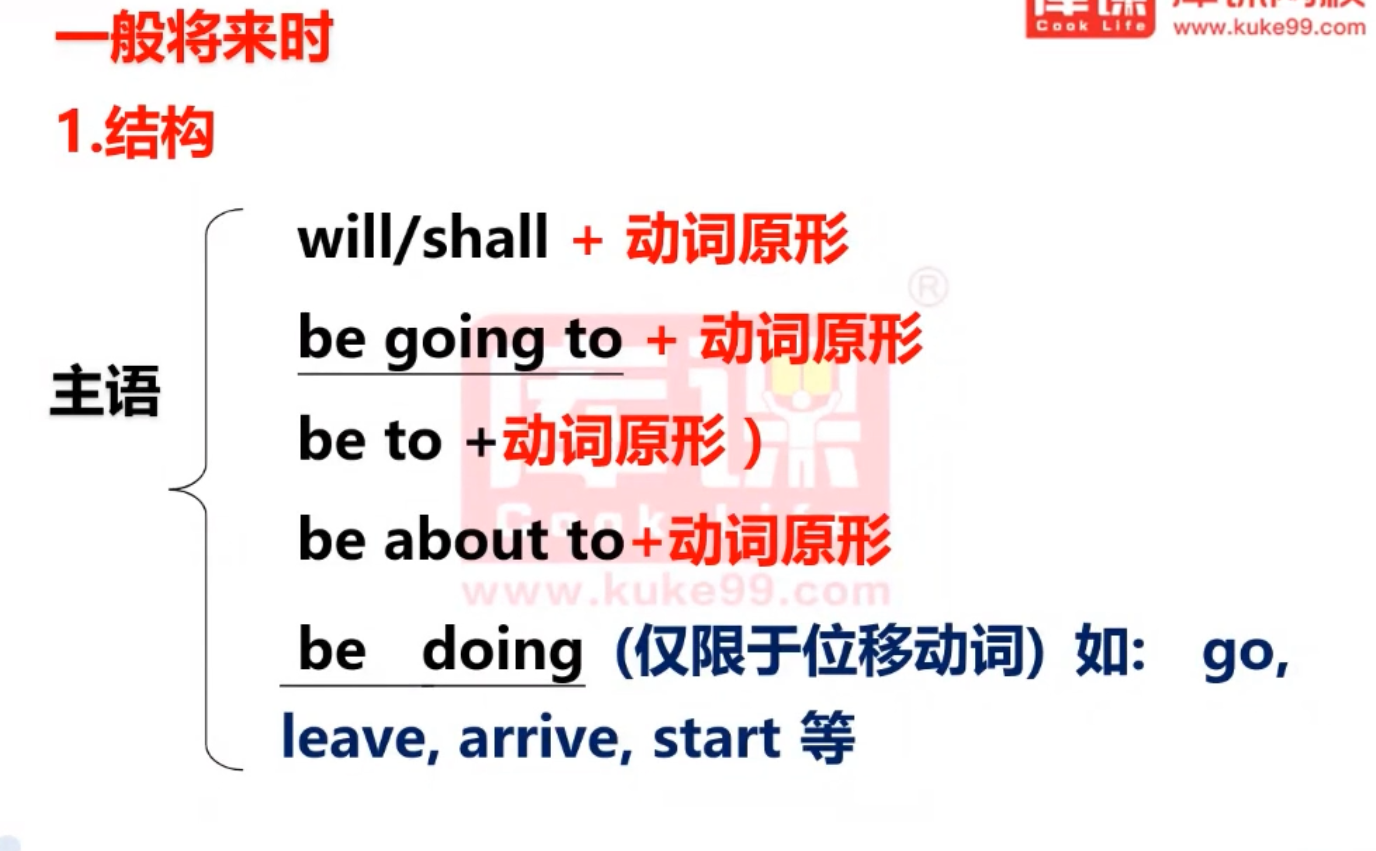 Cook Life
www.kuke99.com
一般将来时
1.结构
will/shall + 动词原形
be going to + 动词原形
主语
be to +动词原形）
be about to+动词原形
be doing (仅限于位移动词) 如: go,
leave, arrive, start 等
®
库课
Cook Life
www.kuke99.com